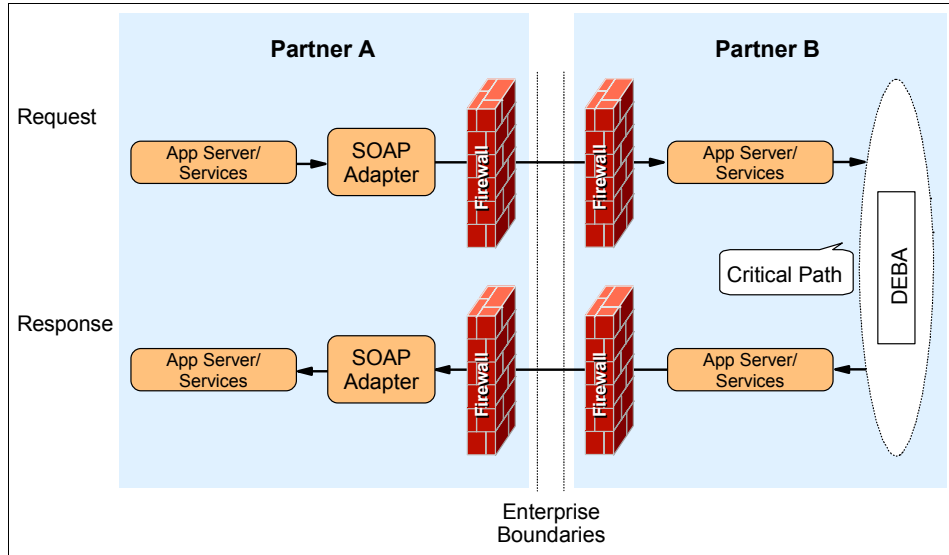 Partner A
Partner B
Request
App Server/
Services
SOAP
Adapter
Firewall
Firewall
App Server/
Services
Critical Path
DEBA
Response
App Server/
Services
SOAP
Adapter
Firewall
Firewall
App Server/
Services
Enterprise
Boundaries